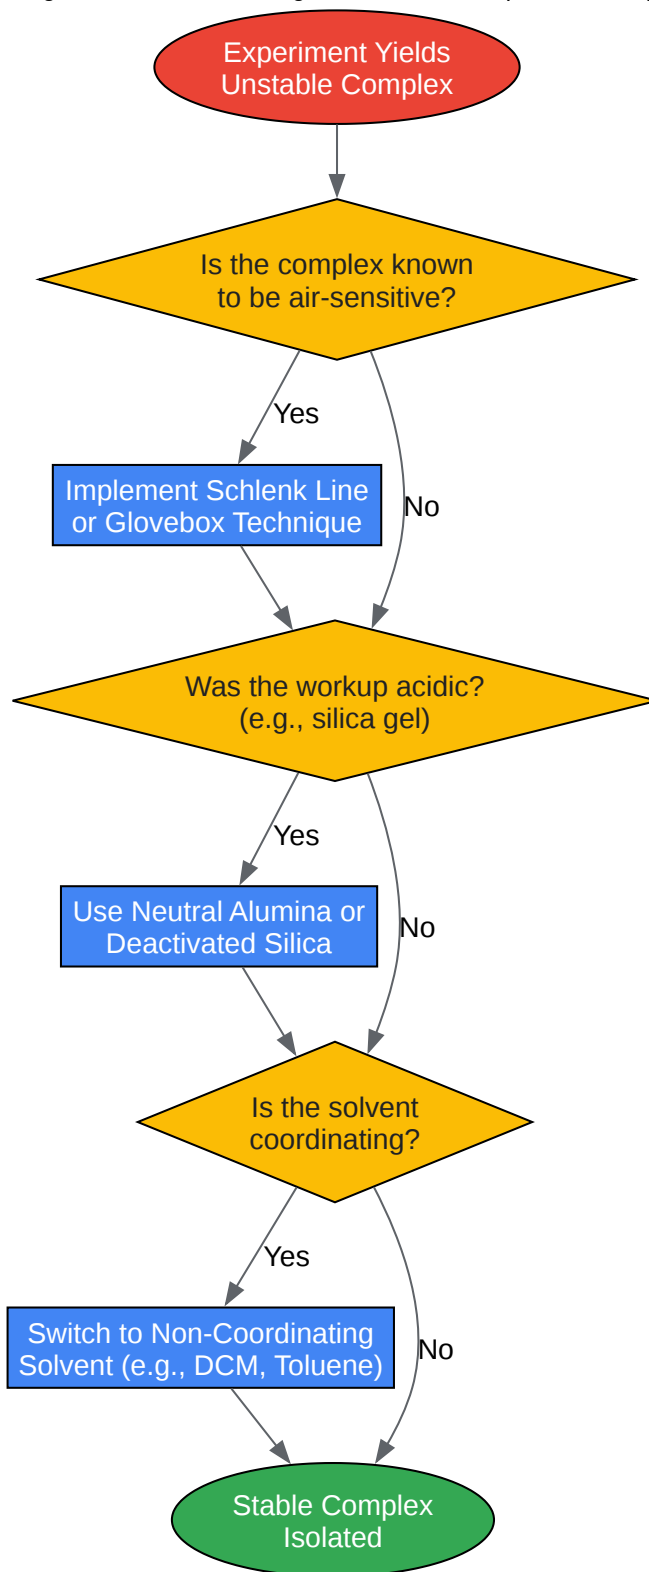 Experiment Yields
Unstable Complex
Is the complex known
to be air-sensitive?
Yes
Implement Schlenk Line
or Glovebox Technique
No
Was the workup acidic?
(e.g., silica gel)
Yes
Use Neutral Alumina or
Deactivated Silica
No
Is the solvent
coordinating?
Yes
Switch to Non-Coordinating
Solvent (e.g., DCM, Toluene)
No
Stable Complex
Isolated